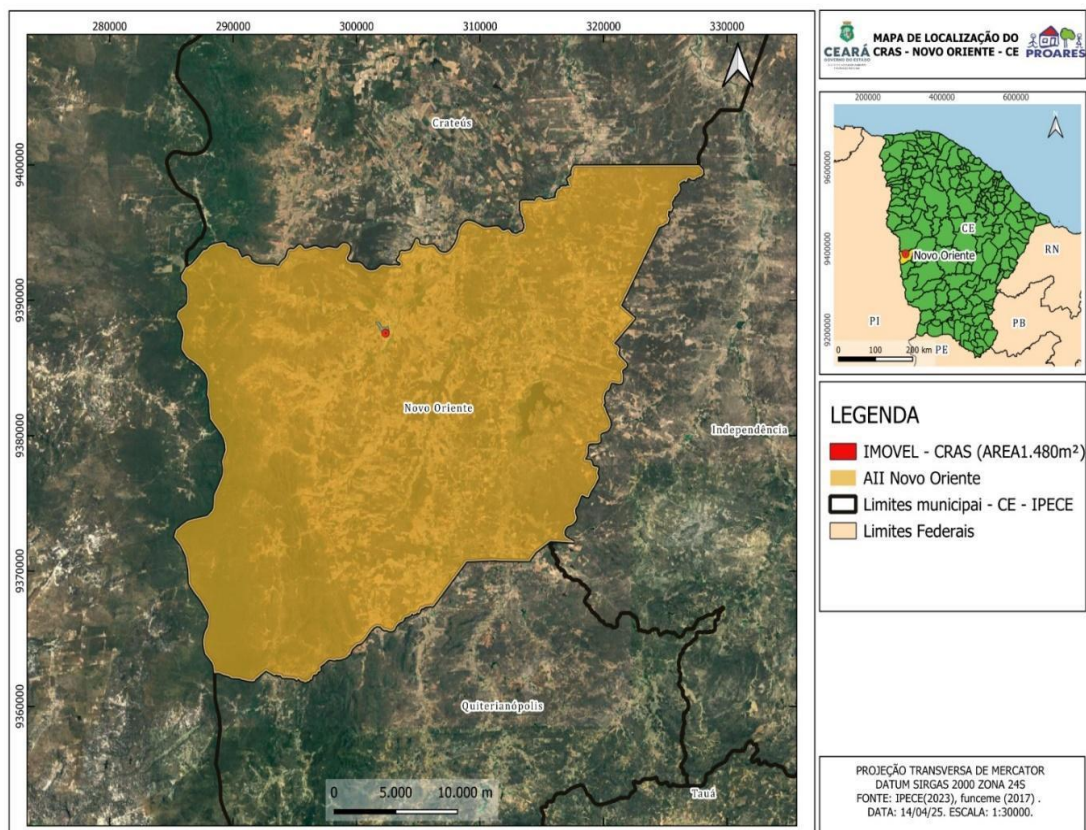 280000 290000 300000 310000 320000 330000
9400000
9390000
9380000
9370000
9360000
Crateús
Novo Oriente
Independência
Quiterianópolis
Tauá
0 5.000 10.000 m
CEARÁ
GOVERNO DO ESTADO
MAPA DE LOCALIZAÇÃO DO
CRAS - NOVO ORIENTE - CE
PROARES
200000 400000 600000
9600000
9400000
9200000
CE
Novo Oriente
RN
PB
PI
PE
0 100 200 km
LEGENDA
IMOVEL - CRAS (AREA1.480m²)
AII Novo Oriente
Limites municipai - CE - IPECE
Limites Federais
PROJEÇÃO TRANSVERSA DE MERCATOR
DATUM SIRGAS 2000 ZONA 24S
FONTE: IPECE(2023), funceme (2017) .
DATA: 14/04/25. ESCALA: 1:30000.